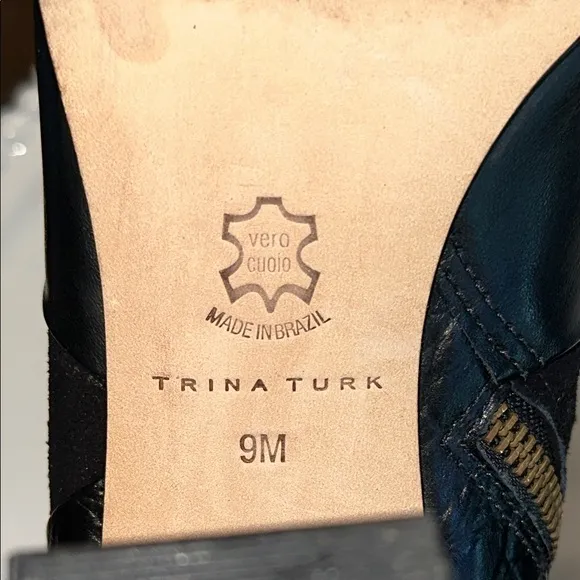 vero
cuoio
MADE IN BRAZIL
TRINA TURK
9M